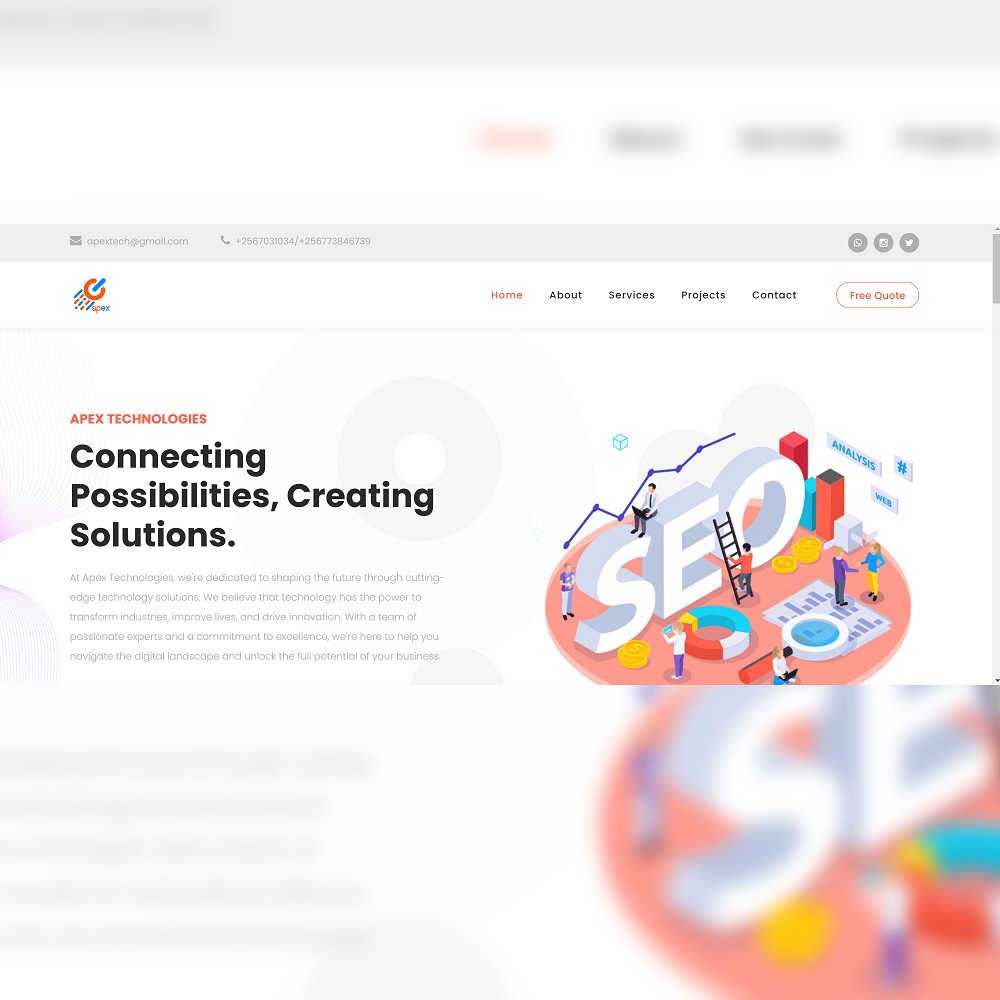 apextech@gmail.com
+2567031034/+256773846739
apex
Home
About
Services
Projects
Contact
Free Quote
APEX TECHNOLOGIES
Connecting
Possibilities, Creating
Solutions.
At Apex Technologies, we're dedicated to shaping the future through cutting-
edge technology solutions. We believe that technology has the power to
transform industries, improve lives, and drive innovation. With a team of
passionate experts and a commitment to excellence, we're here to help you
navigate the digital landscape and unlock the full potential of your business.
SEO
ANALYSIS
#
WEB